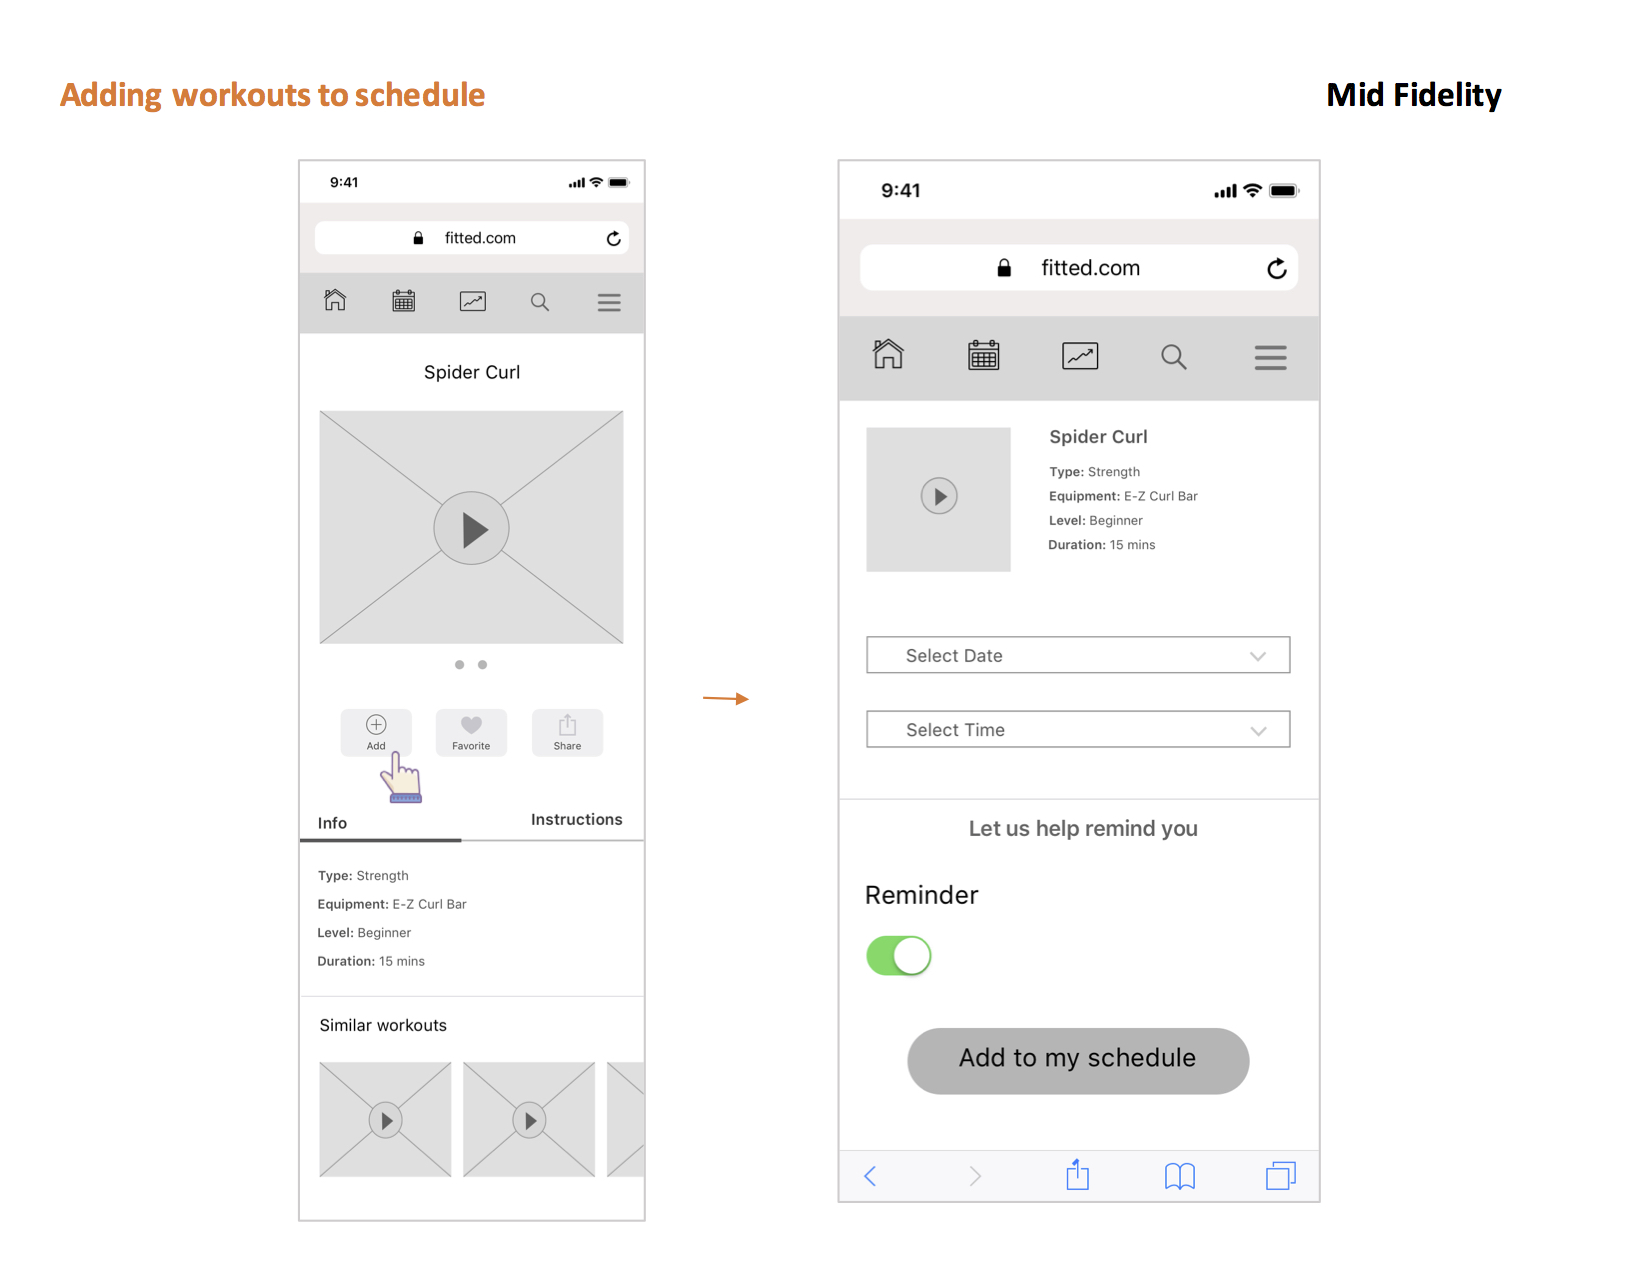 Adding workouts to schedule
Mid Fidelity
9:41
fitted.com
Spider Curl
Add
Favorite
Share
Info
Instructions
Type: Strength
Equipment: E-Z Curl Bar
Level: Beginner
Duration: 15 mins
Similar workouts
9:41
fitted.com
Spider Curl
Type: Strength
Equipment: E-Z Curl Bar
Level: Beginner
Duration: 15 mins
Select Date
Select Time
Let us help remind you
Reminder
Add to my schedule